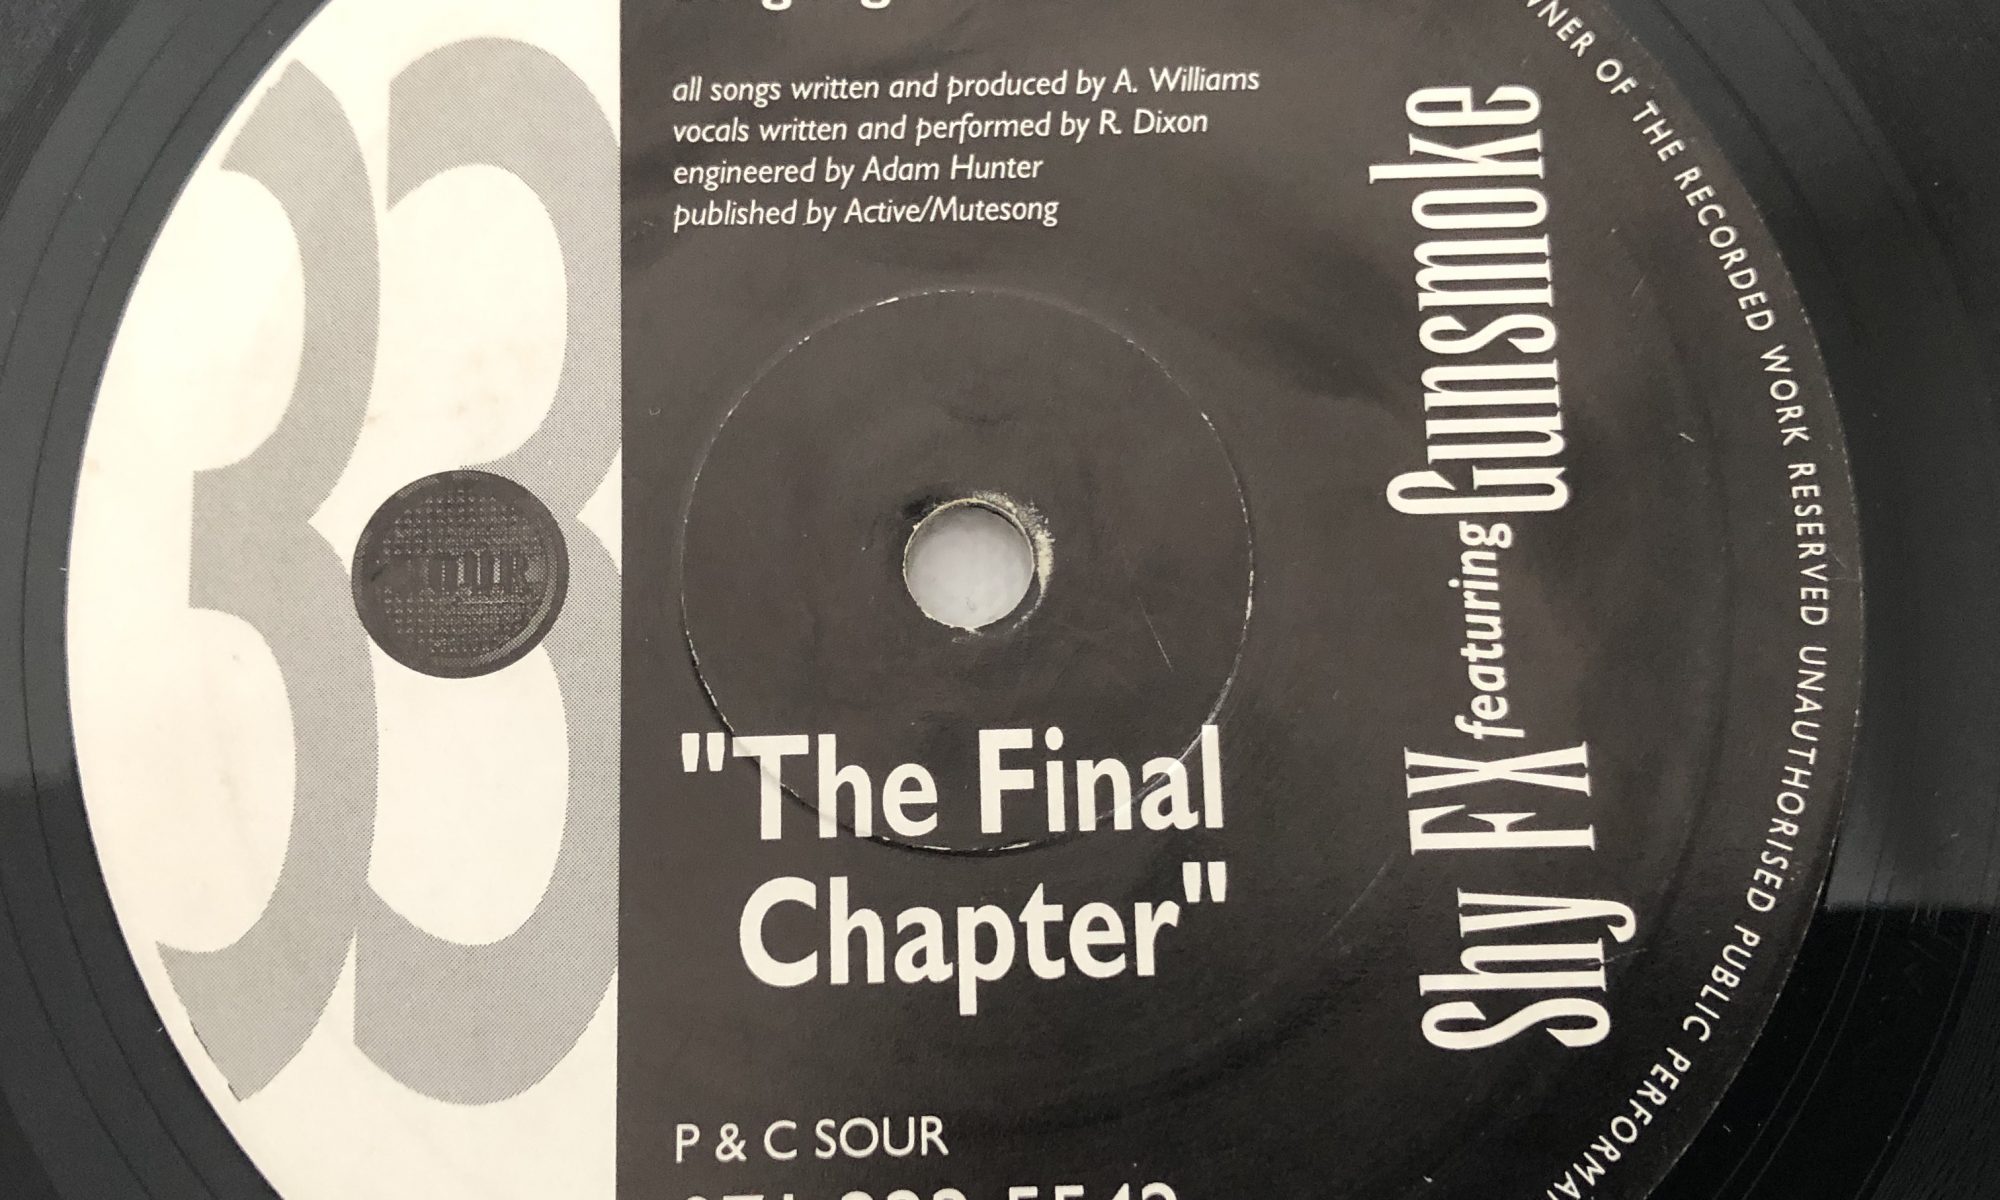 all songs written and produced by A. Williams
vocals written and performed by R. Dixon
engineered by Adam Hunter
published by Active/Mutesong
"The Final
Chapter"
P & C SOUR
Shy FX featuring Gunsmoke
OF THE RECORDED WORK RESERVED UNAUTHORISED PUBLIC
33
SOUR